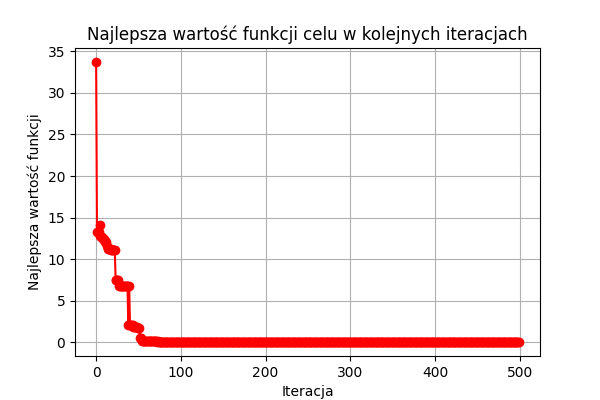 Najlepsza wartość funkcji celu w kolejnych iteracjach
Najlepsza wartość funkcji
35
30
25
20
15
10
5
0
0 100 200 300 400 500
Iteracja